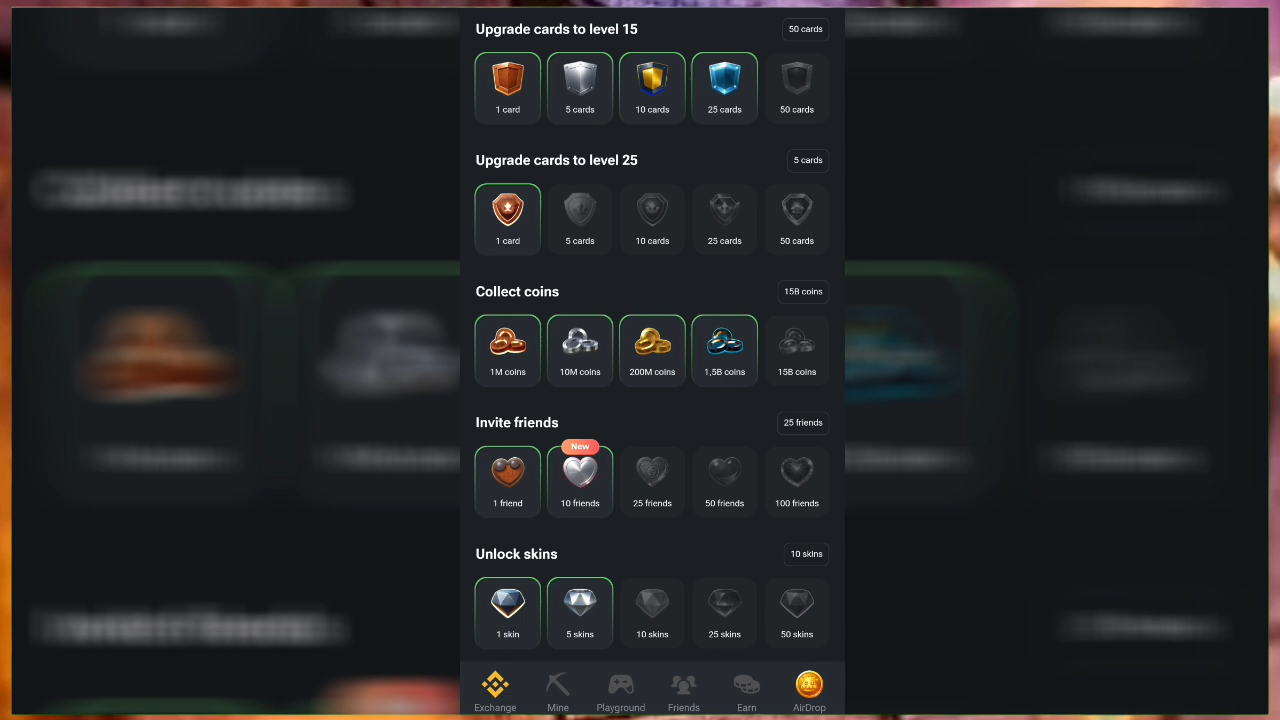 Upgrade cards to level 15
50 cards
1 card
5 cards
10 cards
25 cards
50 cards
Upgrade cards to level 25
5 cards
1 card
5 cards
10 cards
25 cards
50 cards
Collect coins
15B coins
1M coins
10M coins
200M coins
1,5B coins
15B coins
Invite friends
25 friends
New
1 friend
10 friends
25 friends
50 friends
100 friends
Unlock skins
10 skins
1 skin
5 skins
10 skins
25 skins
50 skins
Exchange
Mine
Playground
Friends
Earn
AirDrop